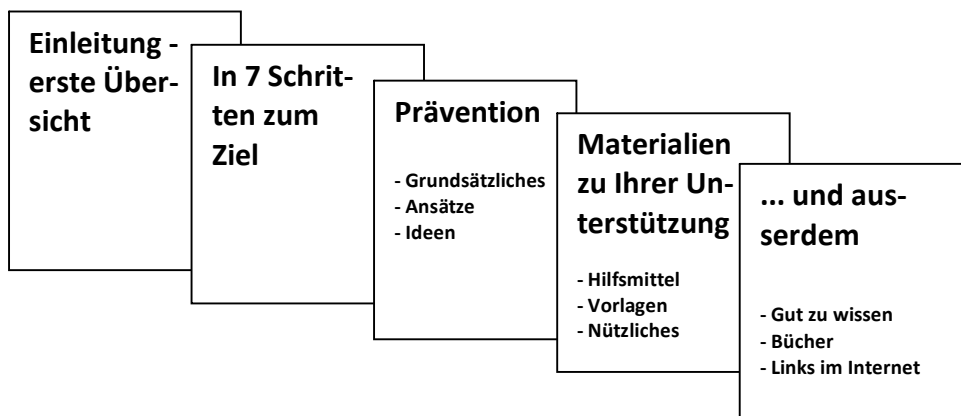 Einleitung -
erste Über-
sicht
In 7 Schrit-
ten zum
Ziel
Prävention
- Grundsätzliches
- Ansätze
- Ideen
Materialien
zu Ihrer Un-
terstützung
- Hilfsmittel
- Vorlagen
- Nützliches
... und aus-
serdem
- Gut zu wissen
- Bücher
- Links im Internet